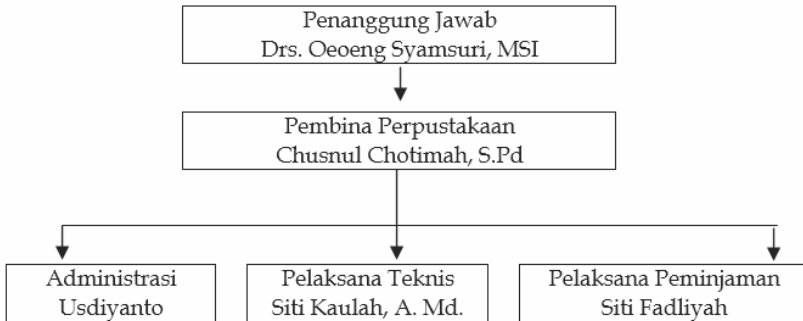 Penanggung Jawab
Drs. Oeoeng Syamsuri, MSI
Pembina Perpustakaan
Chusnul Chotimah, S.Pd
Administrasi
Usdiyanto
Pelaksana Teknis
Siti Kaulah, A. Md.
Pelaksana Peminjaman
Siti Fadliyah